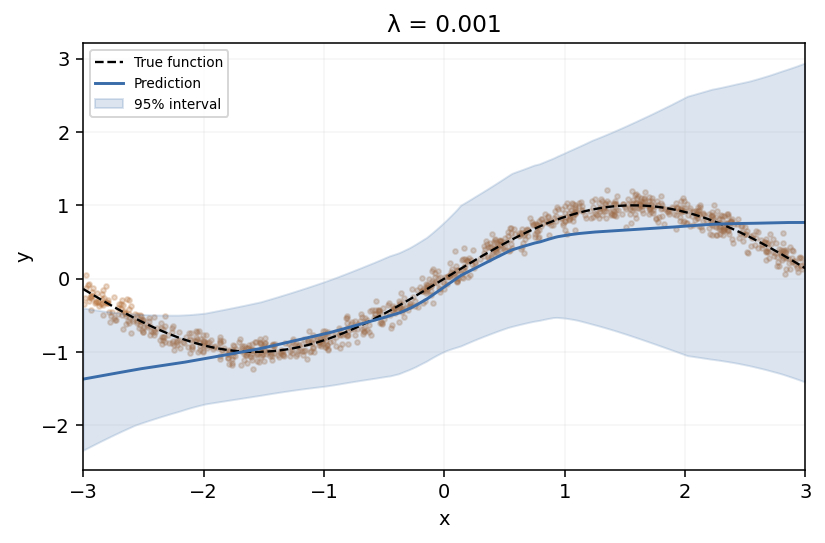 λ = 0.001
3
2
1
0
−1
−2
y
True function
Prediction
95% interval
−3 −2 −1 0 1 2 3
x